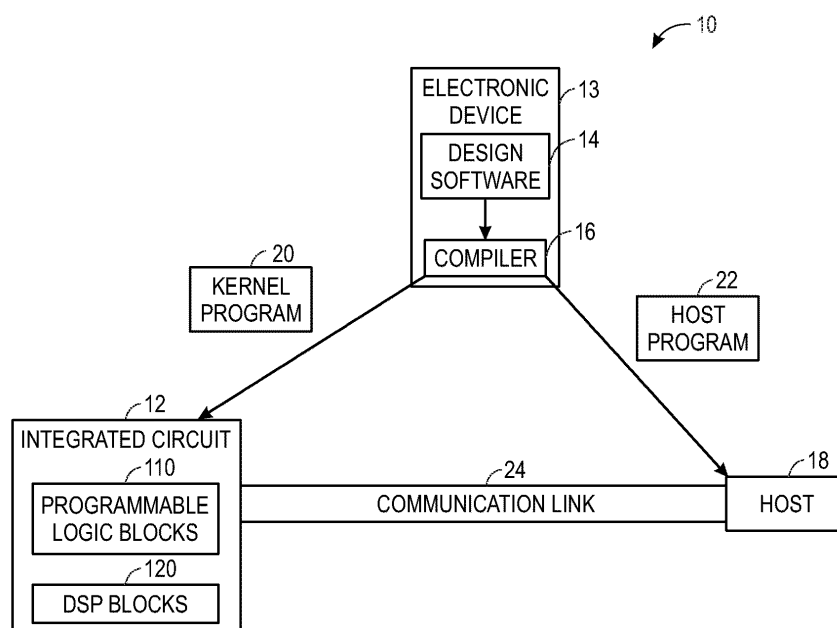 10
ELECTRONIC
DEVICE
13
14
DESIGN
SOFTWARE
16
COMPILER
20
KERNEL
PROGRAM
22
HOST
PROGRAM
12
INTEGRATED CIRCUIT
110
PROGRAMMABLE
LOGIC BLOCKS
120
DSP BLOCKS
24
COMMUNICATION LINK
18
HOST